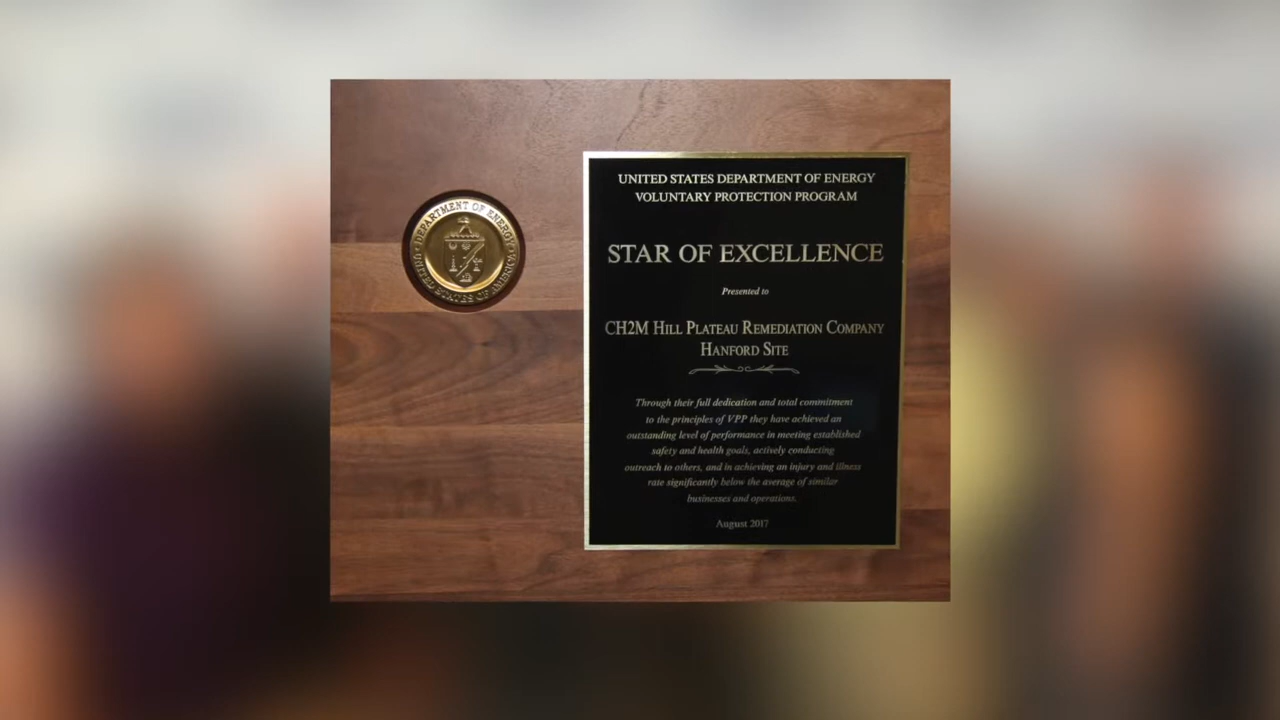 DEPARTMENT OF ENERGY
UNITED STATES OF AMERICA
UNITED STATES DEPARTMENT OF ENERGY
VOLUNTARY PROTECTION PROGRAM
STAR OF EXCELLENCE
Presented to
CH2M HILL PLATEAU REMEDIATION COMPANY
HANFORD SITE
Through their full dedication and total commitment
to the principles of VPP they have achieved an
outstanding level of performance in meeting established
safety and health goals, actively conducting
outreach to others, and in achieving an injury and illness
rate significantly below the average of similar
businesses and operations.
August 2017